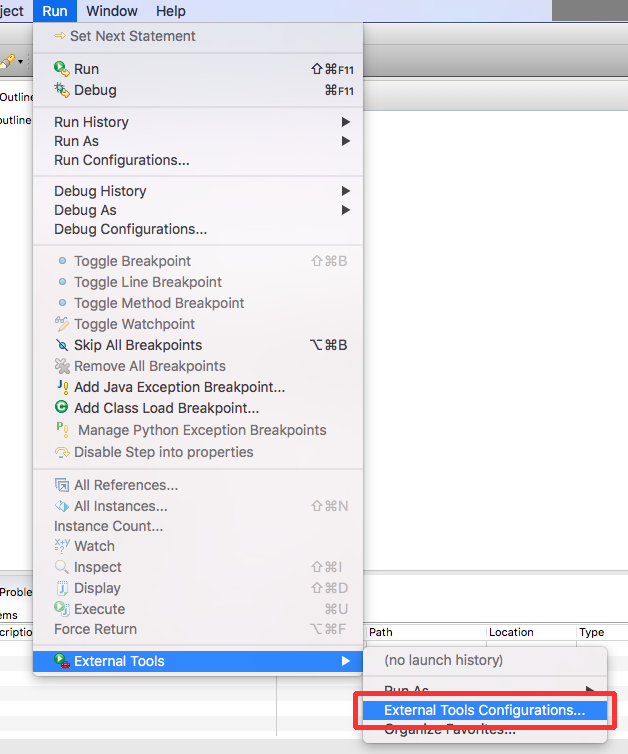 ject Run Window Help
Set Next Statement
Run ⇧⌘F11
Debug ⌘F11
Outline
outline
Run History
Run As
Run Configurations...
Debug History
Debug As
Debug Configurations...
Toggle Breakpoint ⇧⌘B
Toggle Line Breakpoint
Toggle Method Breakpoint
Toggle Watchpoint
Skip All Breakpoints ⌥⌘B
Remove All Breakpoints
Add Java Exception Breakpoint...
Add Class Load Breakpoint...
Manage Python Exception Breakpoints
Disable Step into properties
All References...
All Instances... ⇧⌘N
Instance Count...
Watch
Inspect ⇧⌘I
Display ⇧⌘D
Execute ⌘U
Force Return ⌥⌘F
Proble
ems
scriptio Path Location Type
External Tools
(no launch history)
Run As
External Tools Configurations...
Organize Favorites...